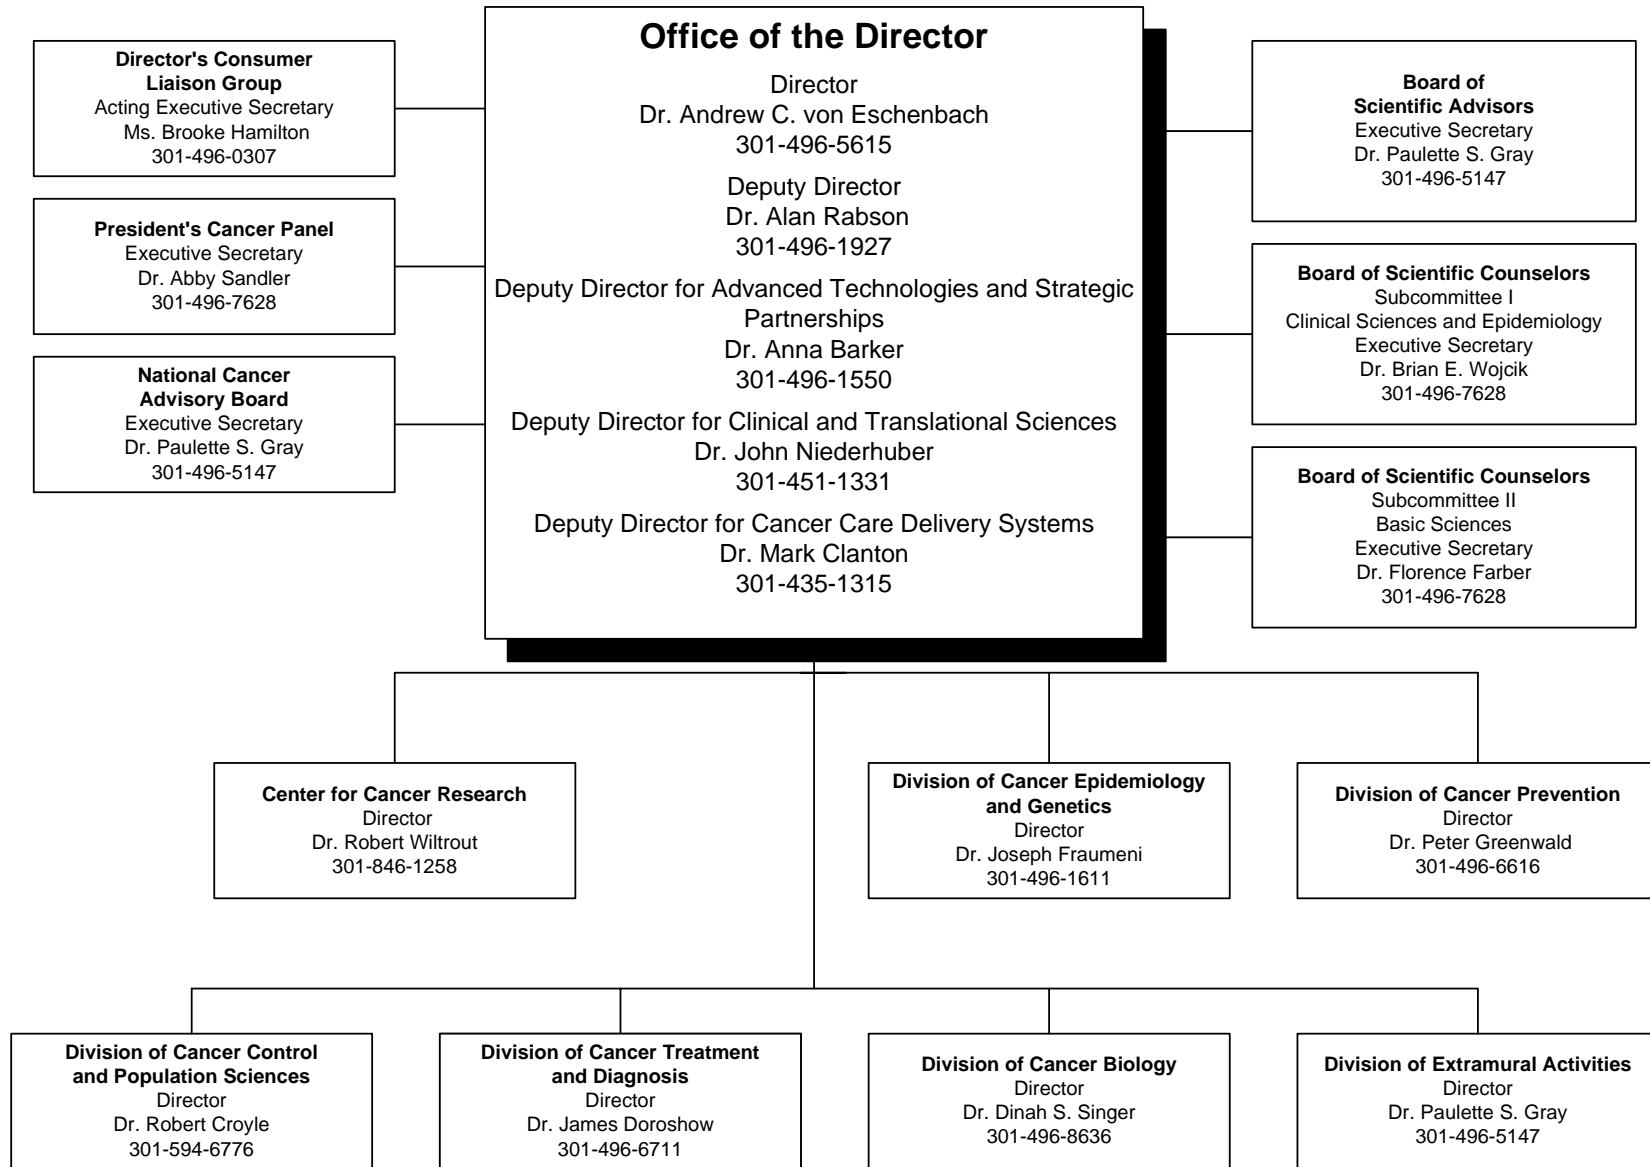 Office of the Director
Director
Dr. Andrew C. von Eschenbach
301-496-5615
Deputy Director
Dr. Alan Rabson
301-496-1927
Deputy Director for Advanced Technologies and Strategic
Partnerships
Dr. Anna Barker
301-496-1550
Deputy Director for Clinical and Translational Sciences
Dr. John Niederhuber
301-451-1331
Deputy Director for Cancer Care Delivery Systems
Dr. Mark Clanton
301-435-1315
Director's Consumer
Liaison Group
Acting Executive Secretary
Ms. Brooke Hamilton
301-496-0307
President's Cancer Panel
Executive Secretary
Dr. Abby Sandler
301-496-7628
National Cancer
Advisory Board
Executive Secretary
Dr. Paulette S. Gray
301-496-5147
Board of
Scientific Advisors
Executive Secretary
Dr. Paulette S. Gray
301-496-5147
Board of Scientific Counselors
Subcommittee I
Clinical Sciences and Epidemiology
Executive Secretary
Dr. Brian E. Wojcik
301-496-7628
Board of Scientific Counselors
Subcommittee II
Basic Sciences
Executive Secretary
Dr. Florence Farber
301-496-7628
Center for Cancer Research
Director
Dr. Robert Wiltrout
301-846-1258
Division of Cancer Epidemiology
and Genetics
Director
Dr. Joseph Fraumeni
301-496-1611
Division of Cancer Prevention
Director
Dr. Peter Greenwald
301-496-6616
Division of Cancer Control
and Population Sciences
Director
Dr. Robert Croyle
301-594-6776
Division of Cancer Treatment
and Diagnosis
Director
Dr. James Doroshow
301-496-6711
Division of Cancer Biology
Director
Dr. Dinah S. Singer
301-496-8636
Division of Extramural Activities
Director
Dr. Paulette S. Gray
301-496-5147